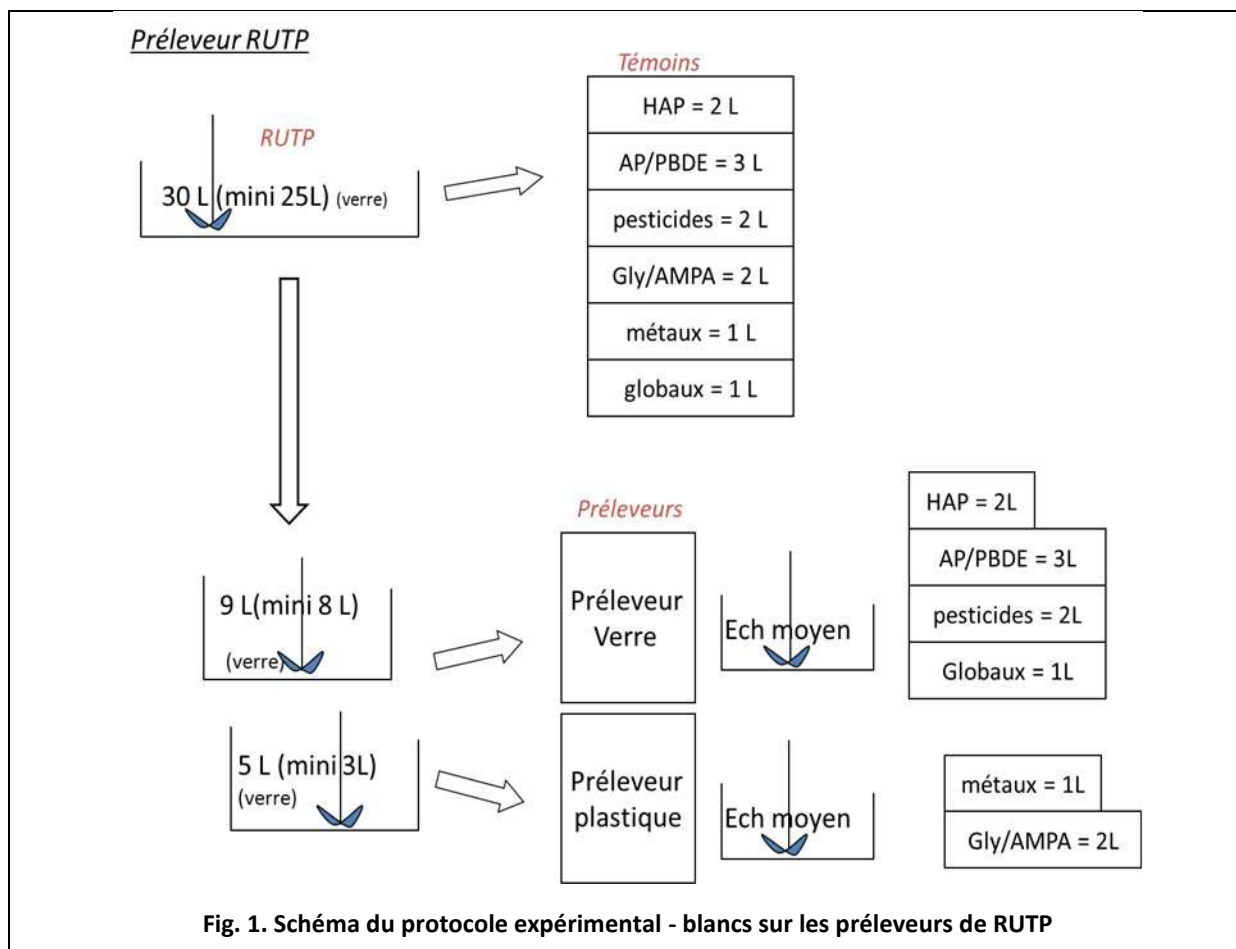 Préleveur RUTP
Témoins
HAP = 2 L
AP/PBDE = 3 L
pesticides = 2 L
Gly/AMPA = 2 L
métaux = 1 L
globaux = 1 L
RUTP
30 L (mini 25L) (verre)
Préleveurs
9 L(mini 8 L)
(verre)
Préleveur
Verre
Ech moyen
HAP = 2L
AP/PBDE = 3L
pesticides = 2L
Globaux = 1L
5 L (mini 3L)
(verre)
Préleveur
plastique
Ech moyen
métaux = 1L
Gly/AMPA = 2L
Fig. 1. Schéma du protocole expérimental - blancs sur les préleveurs de RUTP